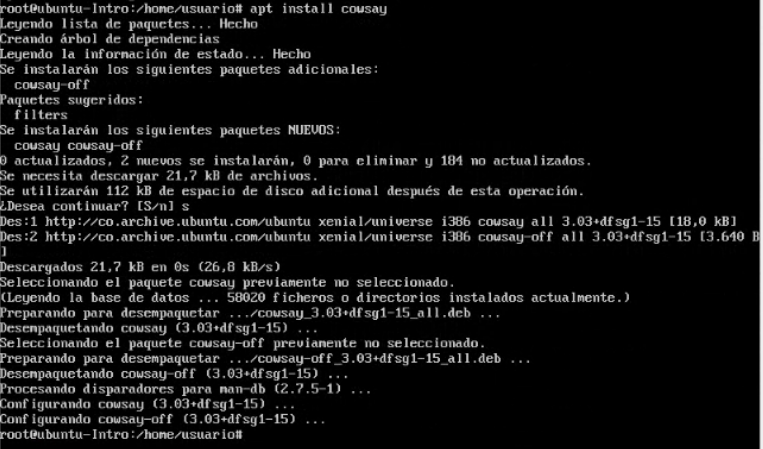 root@ubuntu-Intro:/home/usuario# apt install cowsay
Leyendo lista de paquetes... Hecho
Creando árbol de dependencias
Leyendo la información de estado... Hecho
Se instalarán los siguientes paquetes adicionales:
  cowsay-off
Paquetes sugeridos:
  filters
Se instalarán los siguientes paquetes NUEVOS:
  cowsay cowsay-off
0 actualizados, 2 nuevos se instalarán, 0 para eliminar y 184 no actualizados.
Se necesita descargar 21,7 kB de archivos.
Se utilizarán 112 kB de espacio de disco adicional después de esta operación.
¿Desea continuar? [S/n] s
Des:1 http://co.archive.ubuntu.com/ubuntu xenial/universe i386 cowsay all 3.03+dfsg1-15 [18,0 kB]
Des:2 http://co.archive.ubuntu.com/ubuntu xenial/universe i386 cowsay-off all 3.03+dfsg1-15 [3.640 B
]
Descargados 21,7 kB en 0s (26,8 kB/s)
Seleccionando el paquete cowsay previamente no seleccionado.
(Leyendo la base de datos ... 58020 ficheros o directorios instalados actualmente.)
Preparando para desempaquetar .../cowsay_3.03+dfsg1-15_all.deb ...
Desempaquetando cowsay (3.03+dfsg1-15) ...
Seleccionando el paquete cowsay-off previamente no seleccionado.
Preparando para desempaquetar .../cowsay-off_3.03+dfsg1-15_all.deb ...
Desempaquetando cowsay-off (3.03+dfsg1-15) ...
Procesando disparadores para man-db (2.7.5-1) ...
Configurando cowsay (3.03+dfsg1-15) ...
Configurando cowsay-off (3.03+dfsg1-15) ...
root@ubuntu-Intro:/home/usuario#